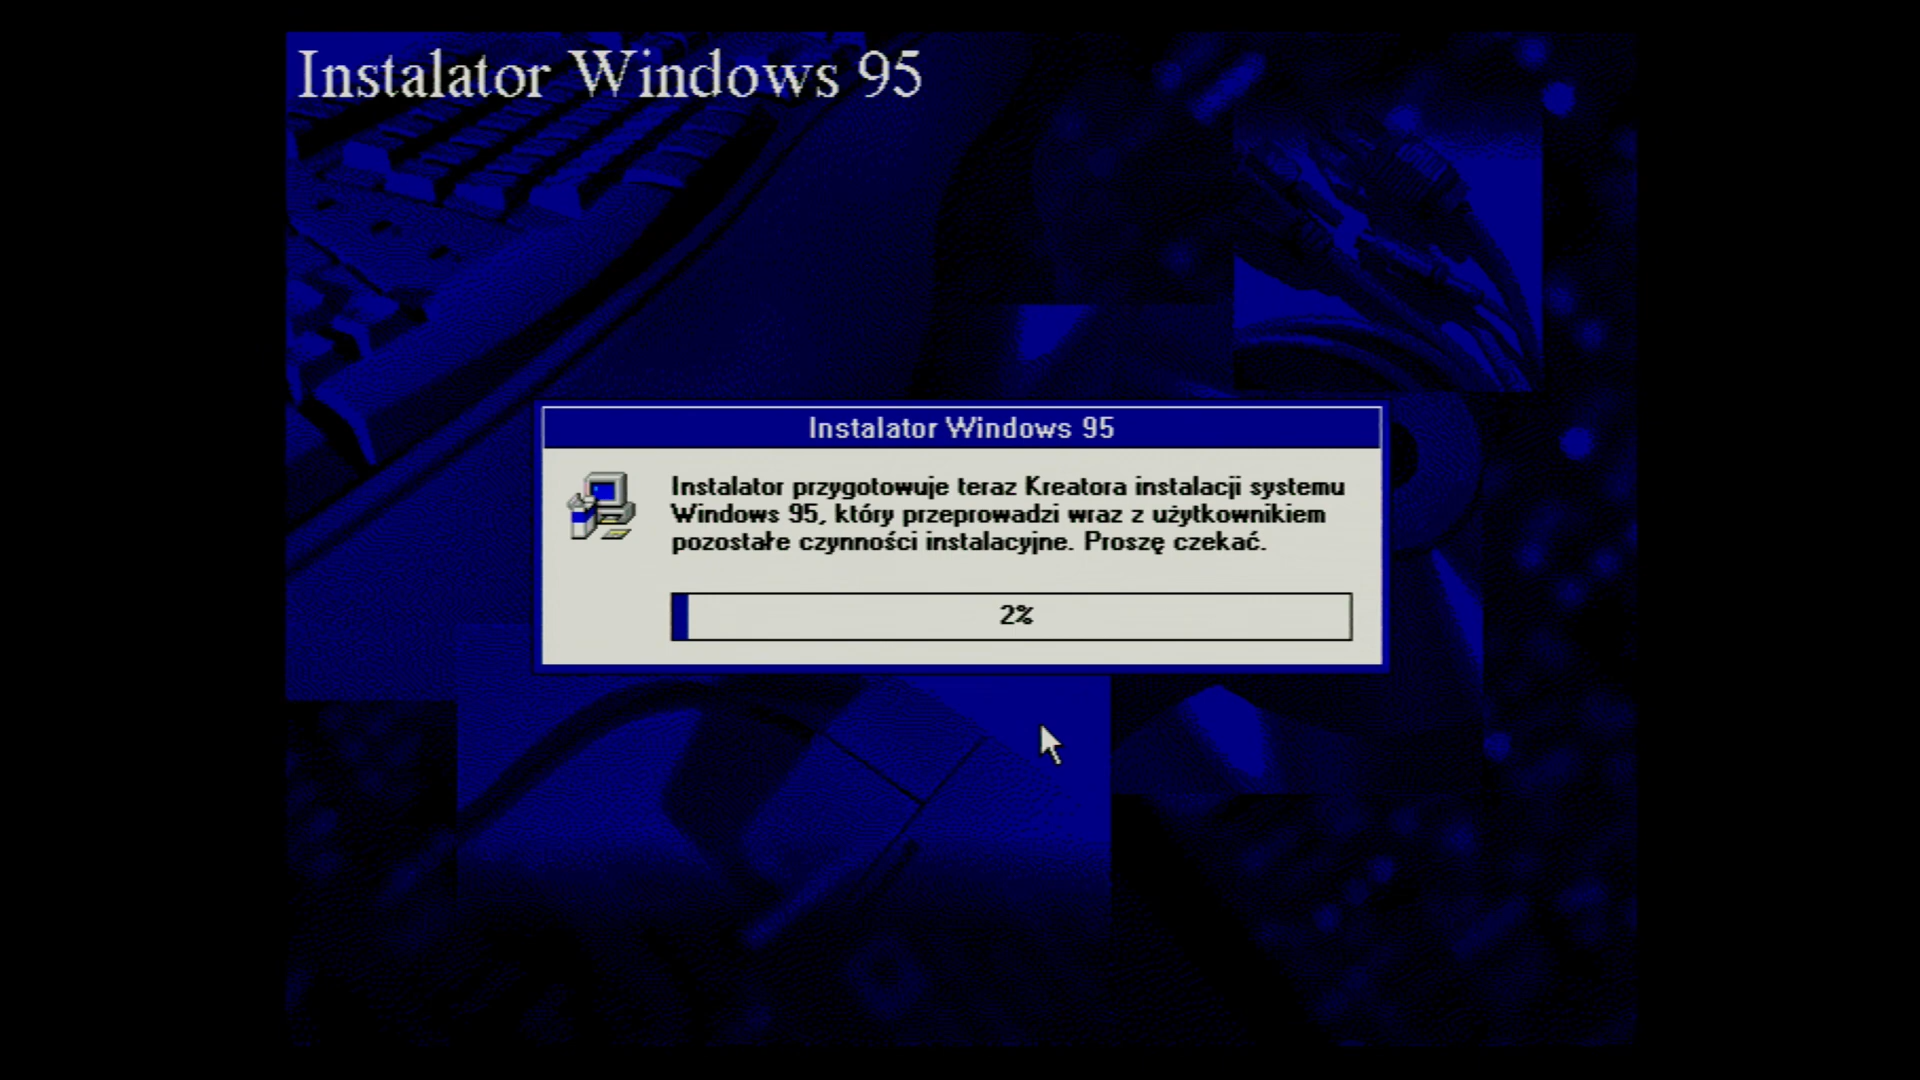 Instalator Windows 95
Instalator Windows 95
Instalator przygotowuje teraz Kreatora instalacji systemu
Windows 95, który przeprowadzi wraz z użytkownikiem
pozostałe czynności instalacyjne. Proszę czekać.
2%